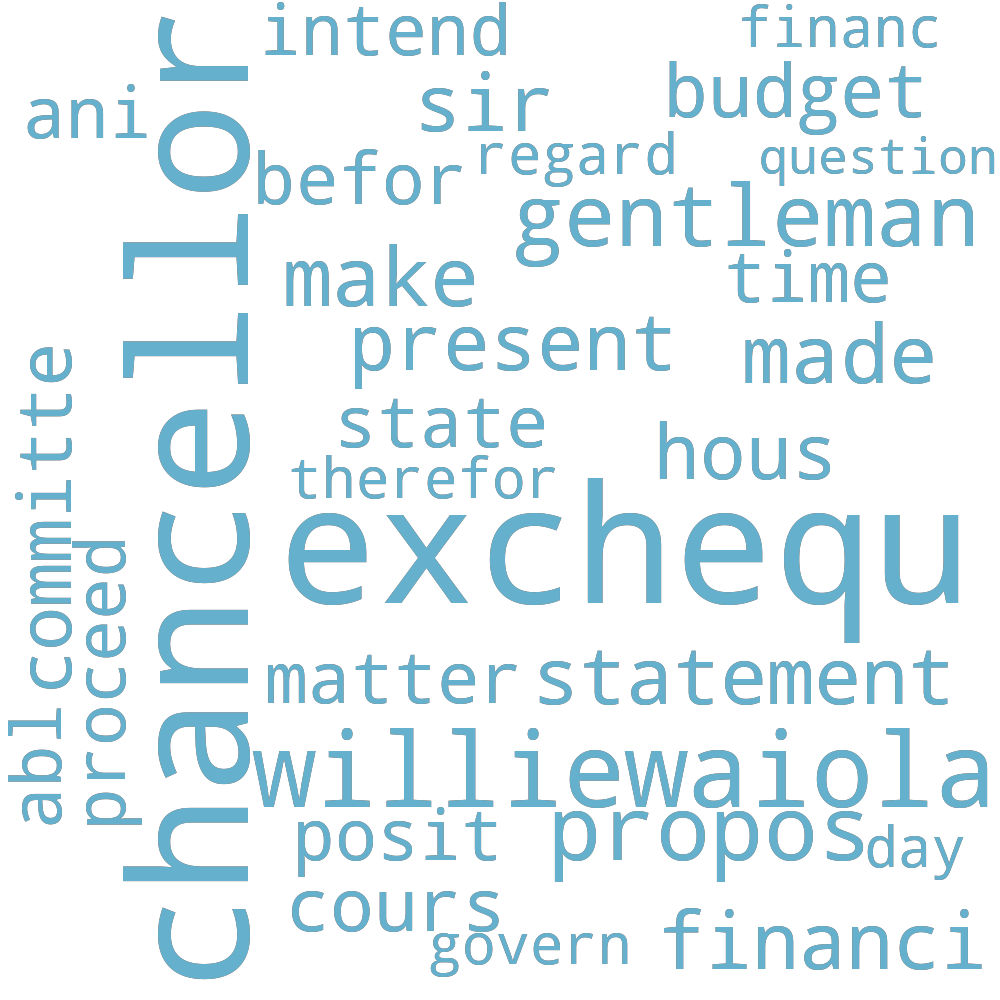 intend
financ
sir
budget
ani
regard
question
befor
gentleman
make
time
present
made
state
hous
therefor
exchequ
chancellor
committe
proceed
abl
matter
statement
williewaiola
posit
propos
day
cours
govern
financi